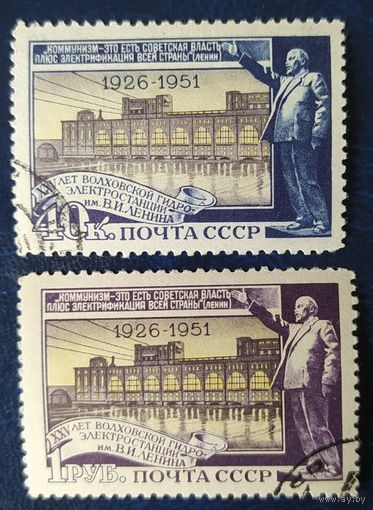 „КОММУНИЗМ-ЭТО ЕСТЬ СОВЕТСКАЯ ВЛАСТЬ
ПЛЮС ЭЛЕКТРИФИКАЦИЯ ВСЕЙ СТРАНЫ" (ЛЕНИН)
1926-1951
ЛЕТ ВОЛХОВСКОЙ ГИДРО-
ЭЛЕКТРОСТАНЦИИ
им. В.И. ЛЕНИНА
40 К. ПОЧТА СССР
„КОММУНИЗМ-ЭТО ЕСТЬ СОВЕТСКАЯ ВЛАСТЬ
ПЛЮС ЭЛЕКТРИФИКАЦИЯ ВСЕЙ СТРАНЫ" (ЛЕНИН
1926-1951
XXV ЛЕТ ВОЛХОВСКОЙ ГИДРО-
ЭЛЕКТРОСТАНЦИИ
им. В.И. ЛЕНИНА
1 РУБ. ПОЧТА СССР
ay.by